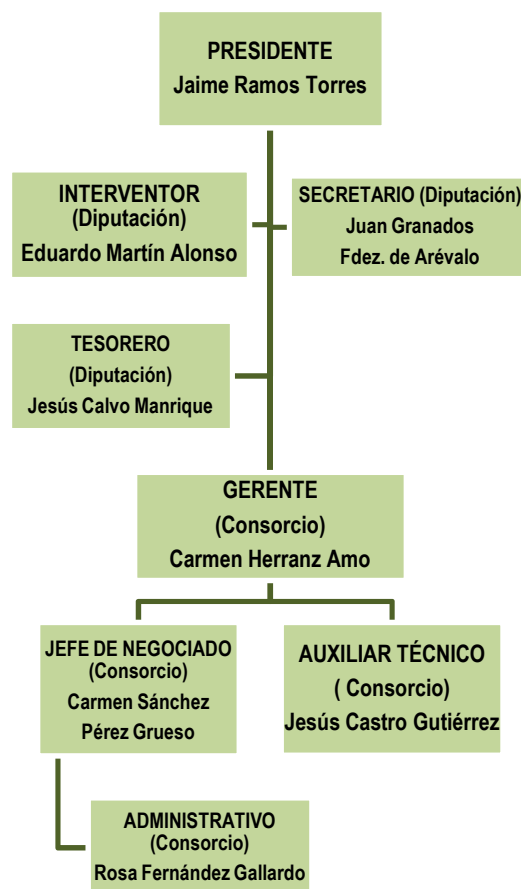 PRESIDENTE
Jaime Ramos Torres
INTERVENTOR
(Diputación)
Eduardo Martín Alonso
SECRETARIO (Diputación)
Juan Granados
Fdez. de Arévalo
TESORERO
(Diputación)
Jesús Calvo Manrique
GERENTE
(Consorcio)
Carmen Herranz Amo
JEFE DE NEGOCIADO
(Consorcio)
Carmen Sánchez
Pérez Grueso
AUXILIAR TÉCNICO
( Consorcio)
Jesús Castro Gutiérrez
ADMINISTRATIVO
(Consorcio)
Rosa Fernández Gallardo